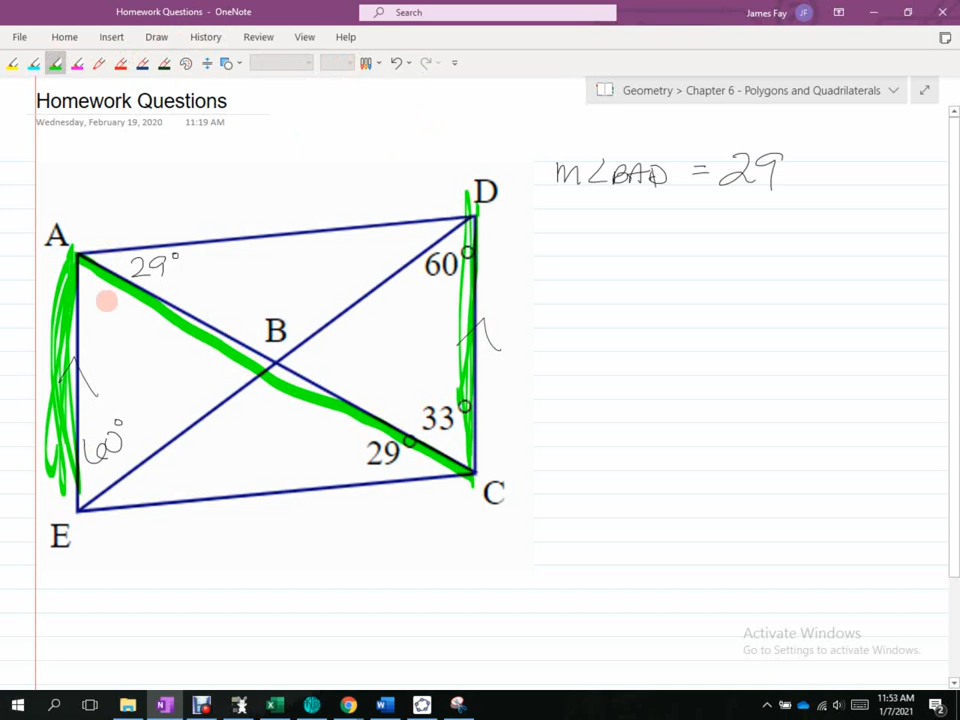 Homework Questions - OneNote
Search
James Fay
JF
File Home Insert Draw History Review View Help
Geometry > Chapter 6 - Polygons and Quadrilaterals
Homework Questions
Wednesday, February 19, 2020 11:19 AM
m∠BAD = 29
D
A
29°
60°
B
33°
60°
29°
C
E
Activate Windows
Go to Settings to activate Windows.
11:53 AM
1/7/2021
2